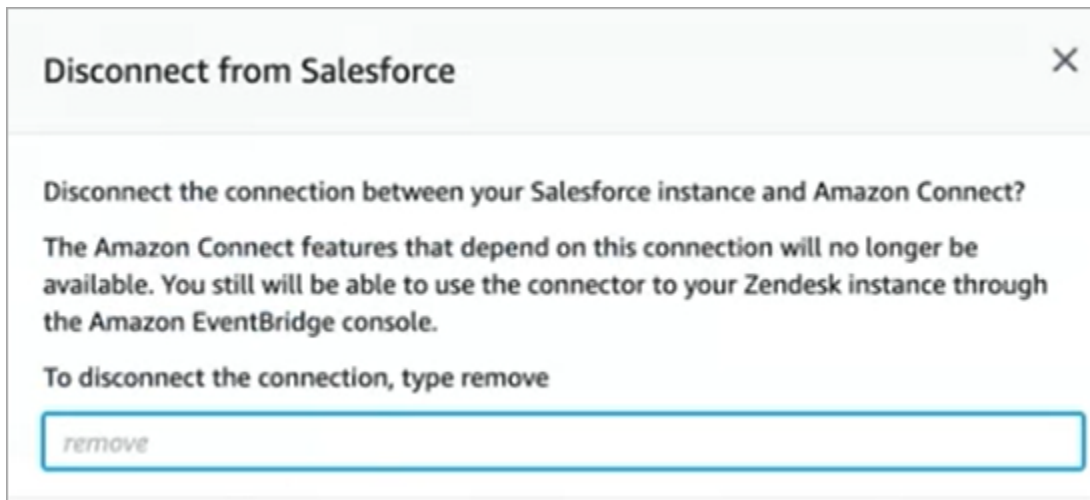 Disconnect from Salesforce
Disconnect the connection between your Salesforce instance and Amazon Connect?
The Amazon Connect features that depend on this connection will no longer be
available. You still will be able to use the connector to your Zendesk instance through
the Amazon EventBridge console.
To disconnect the connection, type remove
remove